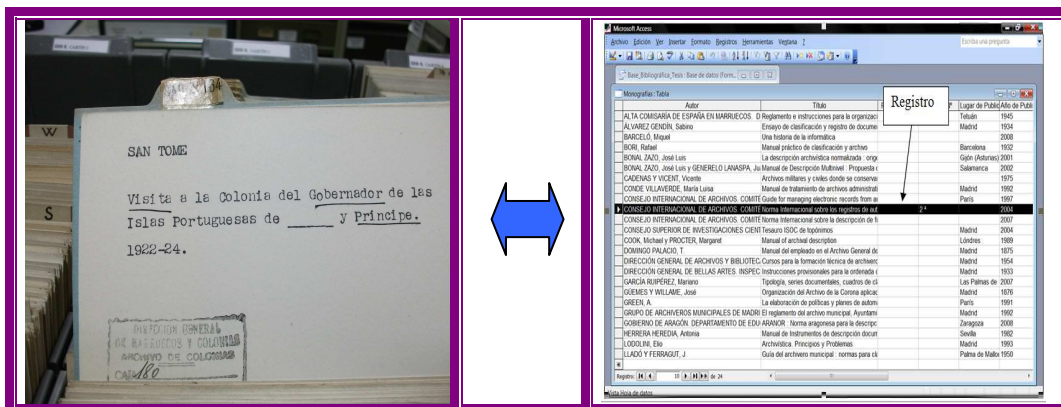 W
S
SAN TOME
Visita a la Colonia del Gobernador de las
Islas Portuguesas de y Principe.
1922-24.
DIRECCION GENERAL
DE MARRUECOS Y COLONIAS
ARCHIVO DE COLONIAS
CAJA 180
Microsoft Access
Archivo Edición Ver Insertar Formato Registros Herramientas Ventana ?
Escriba una pregunta
Base_Bibliográfica_Tesis : Base de datos (Form...
Monografías : Tabla
Autor Título Lugar de Public Año de Publi
Registro
ALTA COMISARÍA DE ESPAÑA EN MARRUECOS. D Reglamento e instrucciones para la organizaci Tetuán 1945
ÁLVAREZ GENDÍN, Sabino Ensayo de clasificación y registro de docume Madrid 1934
BARCELÓ, Miquel Una historia de la informática 2008
BORI, Rafael Manual práctico de clasificación y archivo Barcelona 1932
BONAL ZAZO, José Luis La descripción archivística normalizada : orige Gijón (Asturias) 2001
BONAL ZAZO, José Luis y GENERELO LANASPA, Ju Manual de Descripción Multinivel : Propuesta d Salamanca 2002
CADENAS Y VICENT, Vicente Archivos militares y civiles donde se conservan 1975
CONDE VILLAVERDE, María Luisa Manual de tratamiento de archivos administrati Madrid 1992
CONSEJO INTERNACIONAL DE ARCHIVOS. COMITÉ Guide for managing electronic records from an París 1997
CONSEJO INTERNACIONAL DE ARCHIVOS. COMITÉ Norma Internacional sobre los registros de aut 2ª 2004
CONSEJO INTERNACIONAL DE ARCHIVOS. COMITÉ Norma Internacional sobre la descripción de fu 2007
CONSEJO SUPERIOR DE INVESTIGACIONES CIENT Tesauro ISOC de topónimos Madrid 2004
COOK, Michael y PROCTER, Margaret Manual of archival description Lóndres 1989
DOMINGO PALACIO, T Manual del empleado en el Archivo General de Madrid 1875
DIRECCIÓN GENERAL DE ARCHIVOS Y BIBLIOTEC Cursos para la formación técnica de archivero Madrid 1954
DIRECCIÓN GENERAL DE BELLAS ARTES. INSPEC Instrucciones provisionales para la ordenada c Madrid 1933
GARCÍA RUIPÉREZ, Mariano Tipología, series documentales, cuadros de cla Las Palmas de 2007
GÜEMES Y WILLAME, José Organización del Archivo de la Corona aplicac Madrid 1876
GREEN, A. La elaboración de políticas y planes de autom París 1991
GRUPO DE ARCHIVEROS MUNICIPALES DE MADRI El reglamento del archivo municipal, Ayuntami Madrid 1992
GOBIERNO DE ARAGÓN. DEPARTAMENTO DE EDU ARANOR : Norma aragonesa para la descripc Zaragoza 2008
HERRERA HEREDIA, Antonia Manual de Instrumentos de descripción docum Sevilla 1982
LODOLINI, Elio Archivística. Principios y Problemas Madrid 1993
LLADÓ Y FERRAGUT, J. Guía del archivero municipal : normas para cla Palma de Mallor 1950
Registro: 10 de 24
Vista Hoja de datos